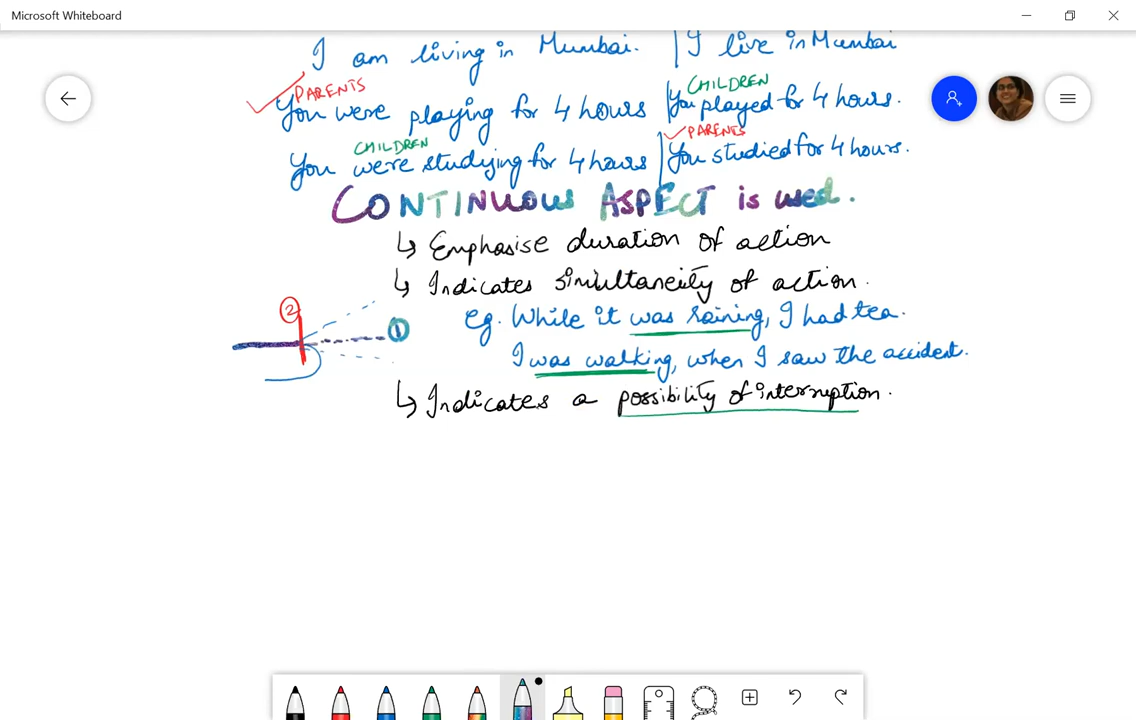 Microsoft Whiteboard
I am living in Mumbai. | I live in Mumbai
PARENTS
CHILDREN
You were playing for 4 hours | You played for 4 hours.
CHILDREN
PARENTS
You were studying for 4 hours | You studied for 4 hours.
CONTINUOUS ASPECT is used.
↳ Emphasise duration of action
↳ Indicates simultaneity of action.
②
①
eg. While it was raining, I had tea.
I was walking, when I saw the accident.
↳ Indicates a possibility of interruption.